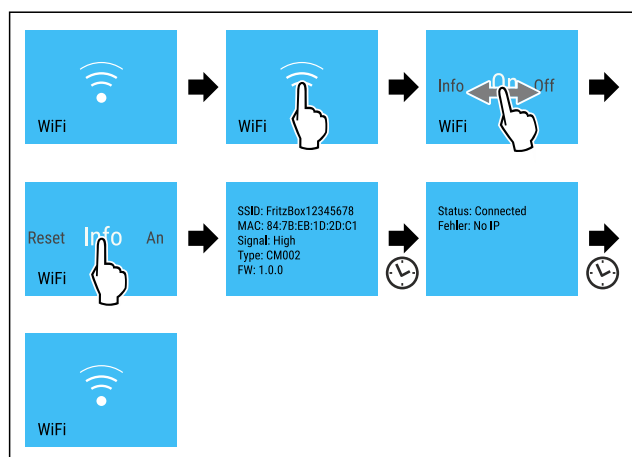 WiFi
WiFi
Info On Off
WiFi
Reset Info An
WiFi
SSID: FritzBox12345678
MAC: 84:7B:EB:1D:2D:C1
Signal: High
Type: CM002
FW: 1.0.0
Status: Connected
Fehler: No IP
WiFi